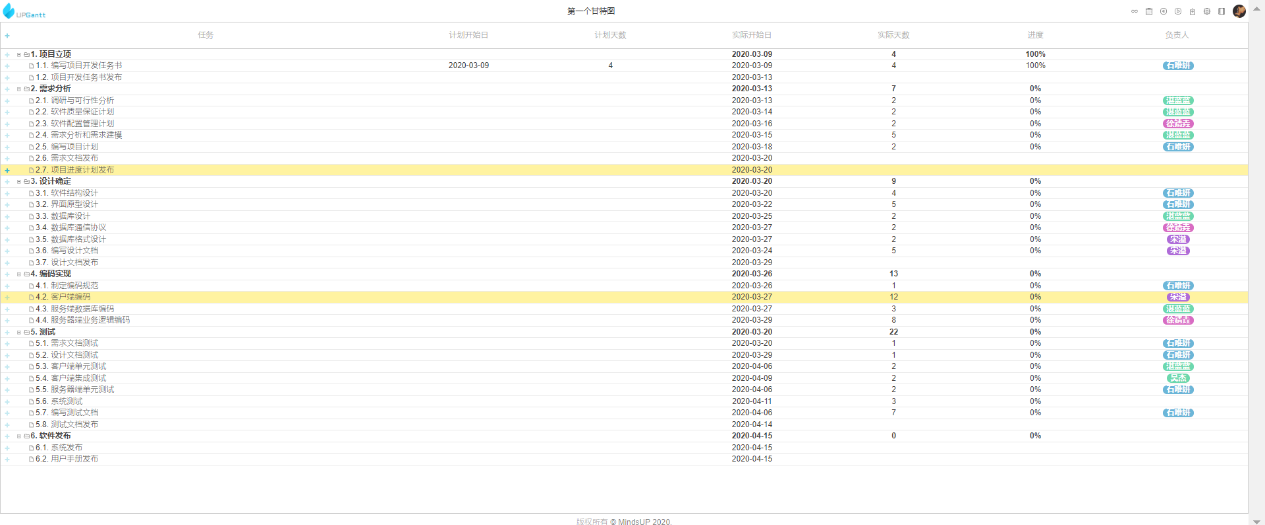 UPGantt 第一个甘特图
任务 计划开始日 计划天数 实际开始日 实际天数 进度 负责人
1. 项目立项 2020-03-09 4 100%
1.1. 编写项目开发任务书 2020-03-09 4 2020-03-09 4 100% 石唯妍
1.2. 项目开发任务书发布 2020-03-13
2. 需求分析 2020-03-13 7 0%
2.1. 调研与可行性分析 2020-03-13 2 0%
2.2. 软件质量保证计划 2020-03-14 2 0%
2.3. 软件配置管理计划 2020-03-16 2 0%
2.4. 需求分析和需求建模 2020-03-15 5 0%
2.5. 编写项目计划 2020-03-18 2 0% 石唯妍
2.6. 需求文档发布 2020-03-20
2.7. 项目进度计划发布 2020-03-20
3. 设计确定 2020-03-20 9 0%
3.1. 软件结构设计 2020-03-20 4 0% 石唯妍
3.2. 界面原型设计 2020-03-22 5 0% 石唯妍
3.3. 数据库设计 2020-03-25 2 0%
3.4. 数据库通信协议 2020-03-27 2 0%
3.5. 数据库格式设计 2020-03-27 2 0%
3.6. 编写设计文档 2020-03-24 5 0%
3.7. 设计文档发布 2020-03-29
4. 编码实现 2020-03-26 13 0%
4.1. 制定编码规范 2020-03-26 1 0% 石唯妍
4.2. 客户端编码 2020-03-27 12 0%
4.3. 服务端数据库编码 2020-03-27 3 0%
4.4. 服务器端业务逻辑编码 2020-03-29 8 0%
5. 测试 2020-03-20 22 0%
5.1. 需求文档测试 2020-03-20 1 0% 石唯妍
5.2. 设计文档测试 2020-03-29 1 0% 石唯妍
5.3. 客户端单元测试 2020-04-06 2 0%
5.4. 客户端集成测试 2020-04-09 2 0%
5.5. 服务器端单元测试 2020-04-06 2 0% 石唯妍
5.6. 系统测试 2020-04-11 3 0%
5.7. 编写测试文档 2020-04-06 7 0% 石唯妍
5.8. 测试文档发布 2020-04-14
6. 软件发布 2020-04-15 0 0%
6.1. 系统发布 2020-04-15
6.2. 用户手册发布 2020-04-15
版权所有 © MindsUP 2020.